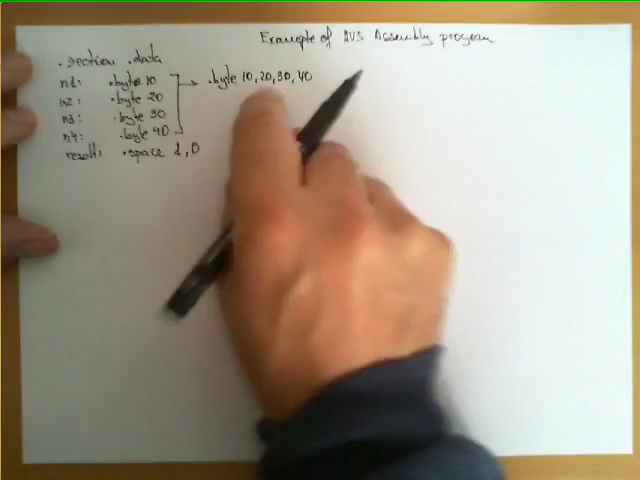 Example of AVS Assembly program
.section .data
n1: .byte 10
n2: .byte 20
n3: .byte 30
n4: .byte 40
.byte 10,20,30,40
result: .space 1,0